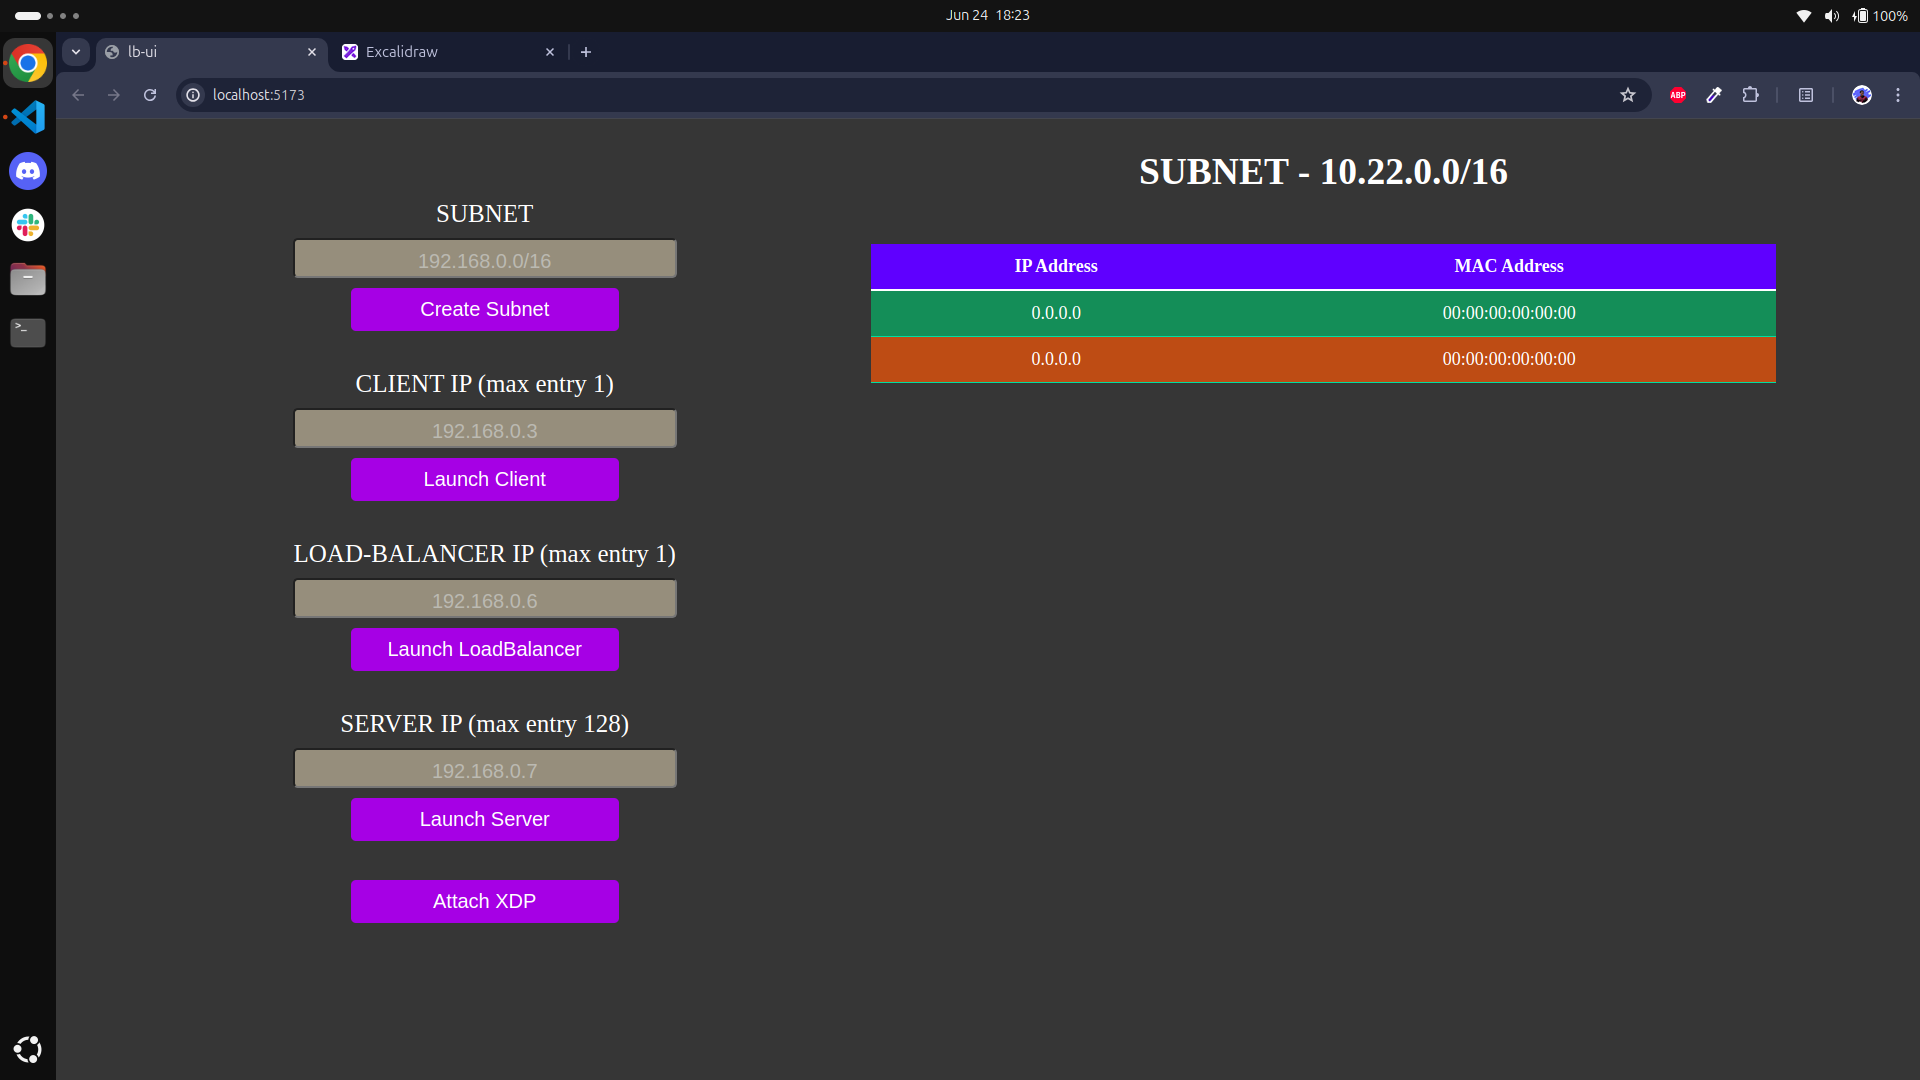 Jun 24 18:23
100%
lb-ui
Excalidraw
localhost:5173
ABP
SUBNET
192.168.0.0/16
Create Subnet
CLIENT IP (max entry 1)
192.168.0.3
Launch Client
LOAD-BALANCER IP (max entry 1)
192.168.0.6
Launch LoadBalancer
SERVER IP (max entry 128)
192.168.0.7
Launch Server
Attach XDP
SUBNET - 10.22.0.0/16
IP Address MAC Address
0.0.0.0 00:00:00:00:00:00
0.0.0.0 00:00:00:00:00:00